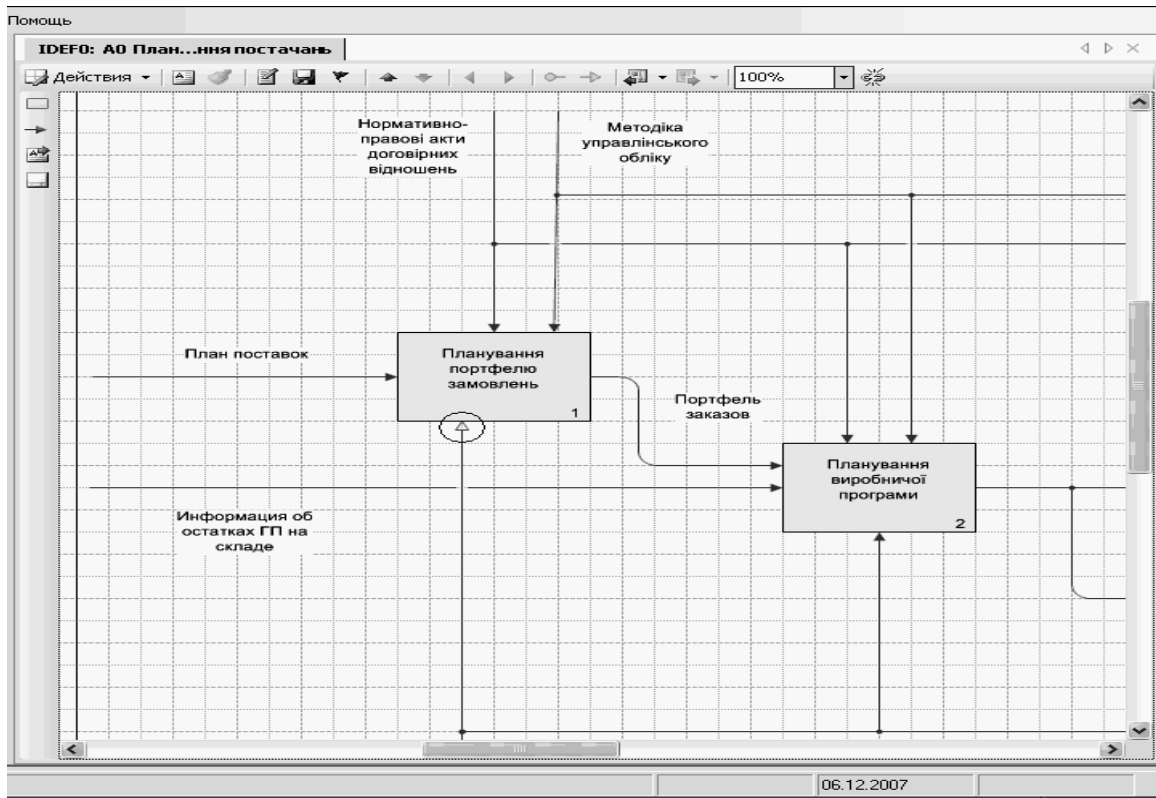 Помощь
IDEF0: A0 План...ння постачань
Действия
100%
Нормативно-
правові акти
договірних
відношень
Методіка
управлінського
обліку
План поставок
Планування
портфелю
замовлень
1
Портфель
заказов
Планування
виробничої
програми
2
Информация об
остатках ГП на
складе
06.12.2007